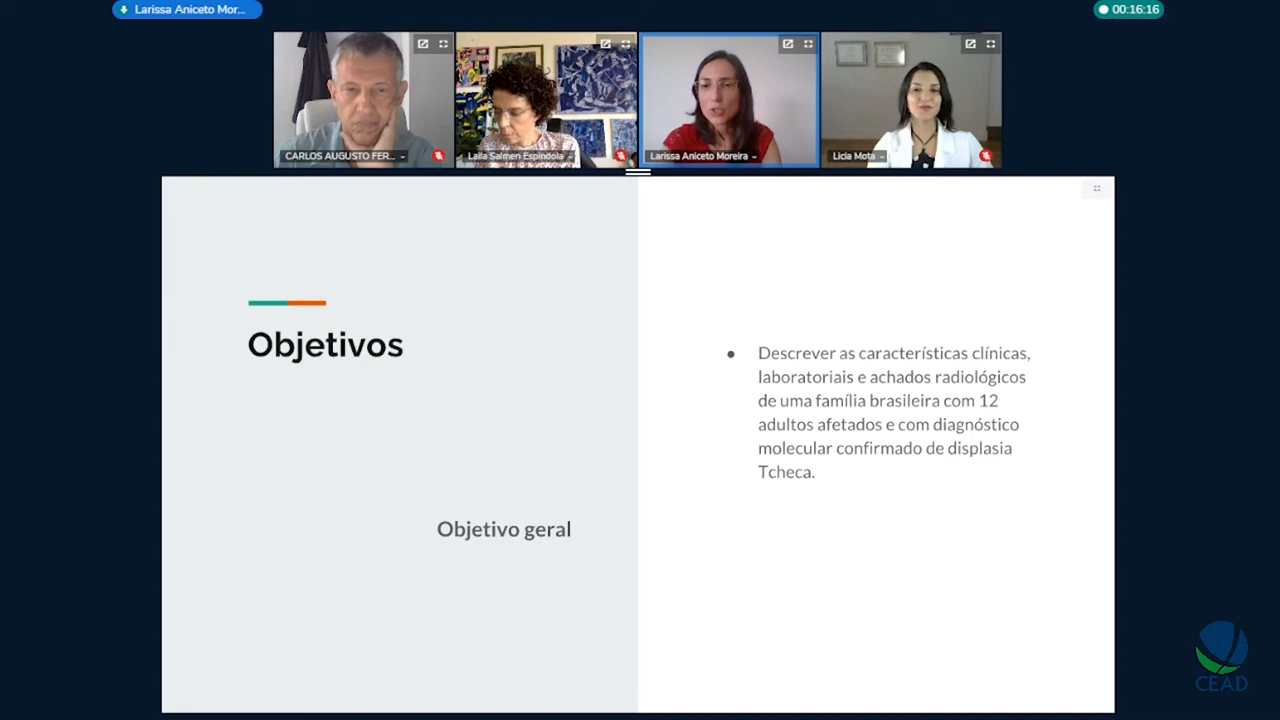 Larissa Aniceto Mor...
00:16:16
CARLOS AUGUSTO FER...
Laila Salmen Espindola
Larissa Aniceto Moreira
Licia Mota
Objetivos
Objetivo geral
Descrever as características clínicas,
laboratoriais e achados radiológicos
de uma família brasileira com 12
adultos afetados e com diagnóstico
molecular confirmado de displasia
Tcheca.
CEAD